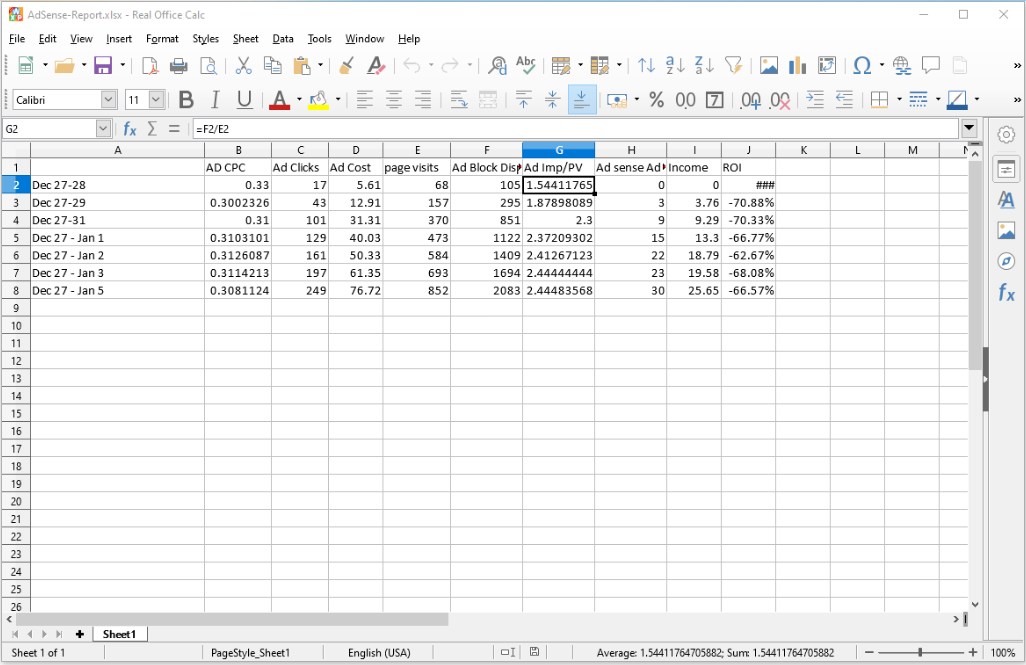 AdSense-Report.xlsx - Real Office Calc
File Edit View Insert Format Styles Sheet Data Tools Window Help
Calibri 11
G2 =F2/E2
A B C D E F G H I J K L M N
1 AD CPC Ad Clicks Ad Cost page visits Ad Block Disp Ad Imp/PV Ad sense Ad Income ROI
2 Dec 27-28 0.33 17 5.61 68 105 1.54411765 0 0 ###
3 Dec 27-29 0.3002326 43 12.91 157 295 1.87898089 3 3.76 -70.88%
4 Dec 27-31 0.31 101 31.31 370 851 2.3 9 9.29 -70.33%
5 Dec 27 - Jan 1 0.3103101 129 40.03 473 1122 2.37209302 15 13.3 -66.77%
6 Dec 27 - Jan 2 0.3126087 161 50.33 584 1409 2.41267123 22 18.79 -62.67%
7 Dec 27 - Jan 3 0.3114213 197 61.35 693 1694 2.44444444 23 19.58 -68.08%
8 Dec 27 - Jan 5 0.3081124 249 76.72 852 2083 2.44483568 30 25.65 -66.57%
9
10
11
12
13
14
15
16
17
18
19
20
21
22
23
24
25
26
Sheet1
Sheet 1 of 1 PageStyle_Sheet1 English (USA) Average: 1.54411764705882; Sum: 1.54411764705882 100%